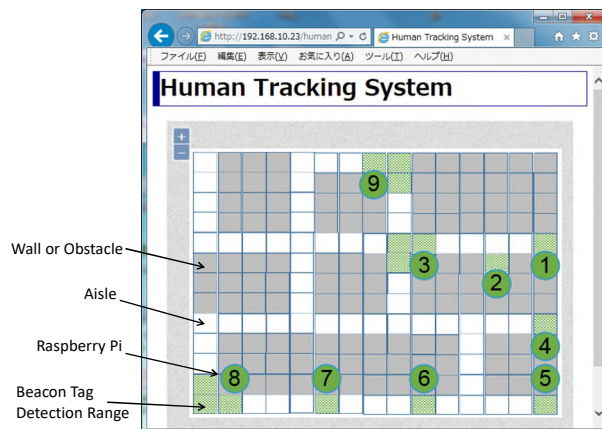 http://192.168.10.23/human
Human Tracking System
ファイル(F) 編集(E) 表示(V) お気に入り(A) ツール(T) ヘルプ(H)
Human Tracking System
+
−
9
Wall or Obstacle
3
1
2
Aisle
4
Raspberry Pi
8
7
6
5
Beacon Tag
Detection Range